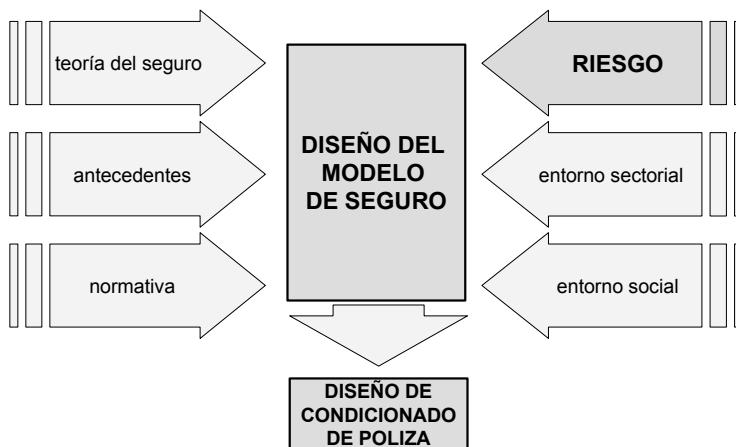 teoría del seguro
RIESGO
DISEÑO DEL
MODELO
DE SEGURO
antecedentes
entorno sectorial
normativa
entorno social
DISEÑO DE
CONDICIONADO
DE POLIZA